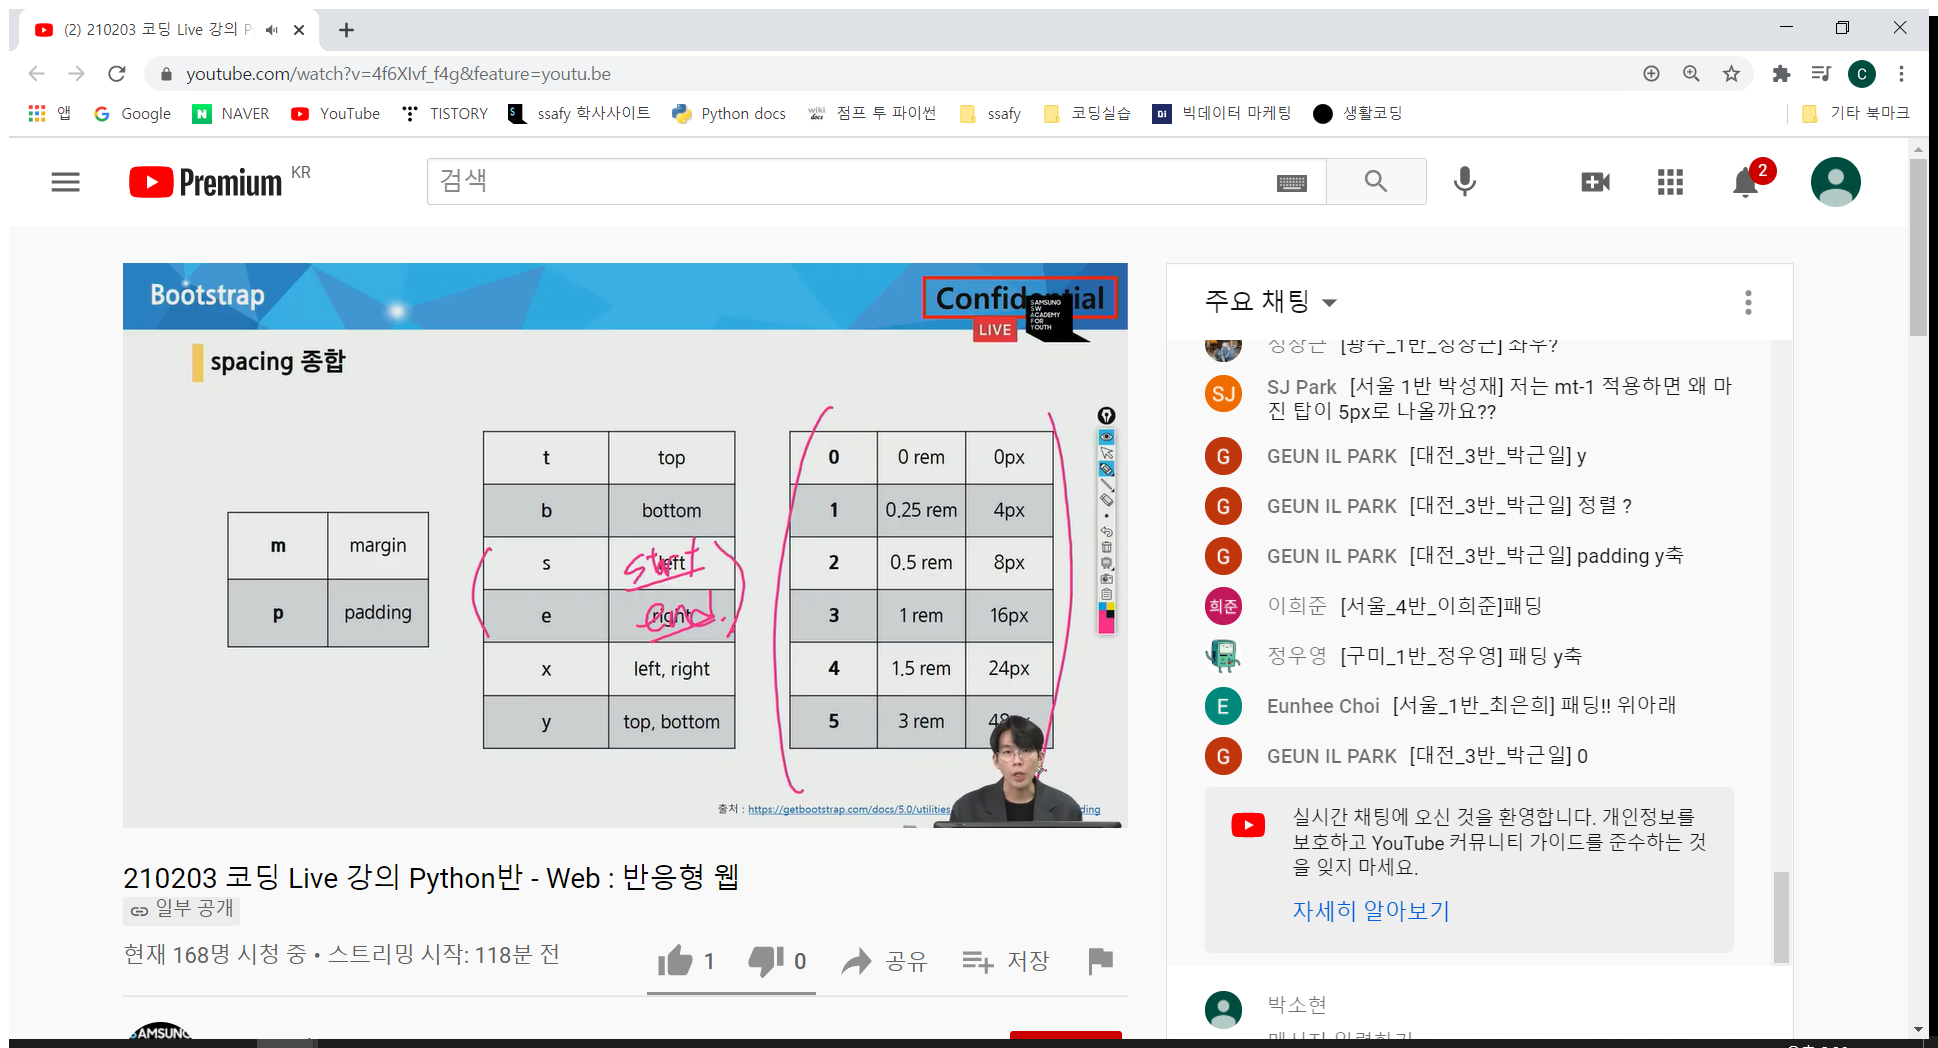 (2) 210203 코딩 Live 강의 P
youtube.com/watch?v=4f6XIvf_f4g&feature=youtu.be
C
앱 Google NAVER YouTube TISTORY ssafy 학사사이트 Python docs 점프 투 파이썬 ssafy 코딩실습 빅데이터 마케팅 생활코딩 기타 북마크
Premium KR
검색
2
Bootstrap
Confidential
SAMSUNG
SW
ACADEMY
FOR
YOUTH
LIVE
spacing 종합
m margin
p padding
t top
b bottom
s left
start
e right
end.
x left, right
y top, bottom
0 0 rem 0px
1 0.25 rem 4px
2 0.5 rem 8px
3 1 rem 16px
4 1.5 rem 24px
5 3 rem
출처 : https://getbootstrap.com/docs/5.0/utilities
210203 코딩 Live 강의 Python반 - Web : 반응형 웹
일부 공개
현재 168명 시청 중 • 스트리밍 시작: 118분 전
1 0 공유 저장
SAMSUNG
주요 채팅
정장근 [광주_1반_정장근] 좌우?
SJ SJ Park [서울 1반 박성재] 저는 mt-1 적용하면 왜 마
진 탑이 5px로 나올까요??
G GEUN IL PARK [대전_3반_박근일] y
G GEUN IL PARK [대전_3반_박근일] 정렬 ?
G GEUN IL PARK [대전_3반_박근일] padding y축
희준 이희준 [서울_4반_이희준]패딩
정우영 [구미_1반_정우영] 패딩 y축
E Eunhee Choi [서울_1반_최은희] 패딩!! 위아래
G GEUN IL PARK [대전_3반_박근일] 0
실시간 채팅에 오신 것을 환영합니다. 개인정보를
보호하고 YouTube 커뮤니티 가이드를 준수하는 것
을 잊지 마세요.
자세히 알아보기
박소현